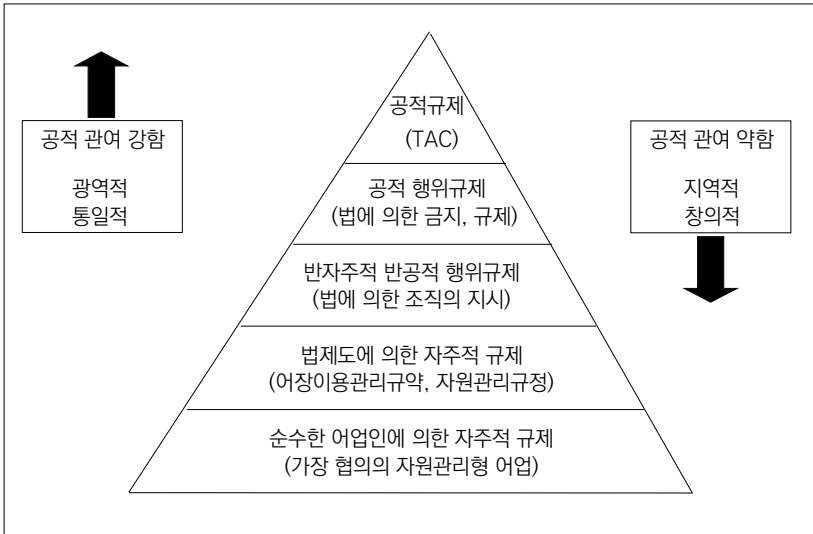 공적규제
(TAC)
공적 관여 강함
광역적
통일적
공적 관여 약함
지역적
창의적
공적 행위규제
(법에 의한 금지, 규제)
반자주적 반공적 행위규제
(법에 의한 조직의 지시)
법제도에 의한 자주적 규제
(어장이용관리규약, 자원관리규정)
순수한 어업인에 의한 자주적 규제
(가장 협의의 자원관리형 어업)